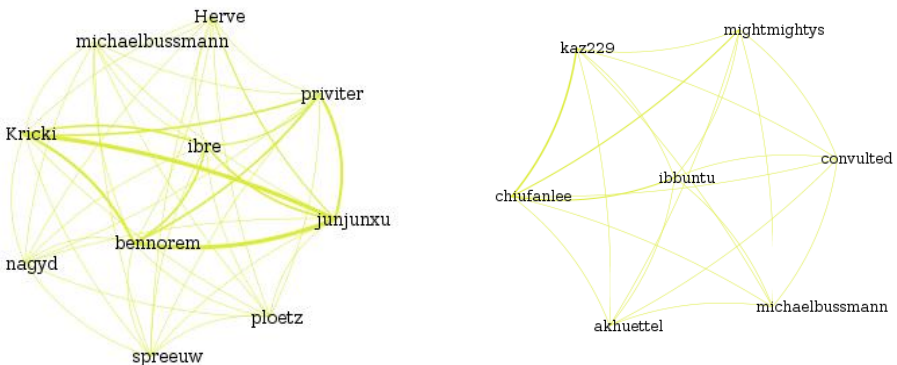 Herve
michaelbussmann
priviter
Kricki
ibre
junjunxu
bennorem
nagyd
ploetz
spreeuw
mightmightys
kaz229
convulted
ibbuntu
chiufanlee
michaelbussmann
akhuettel